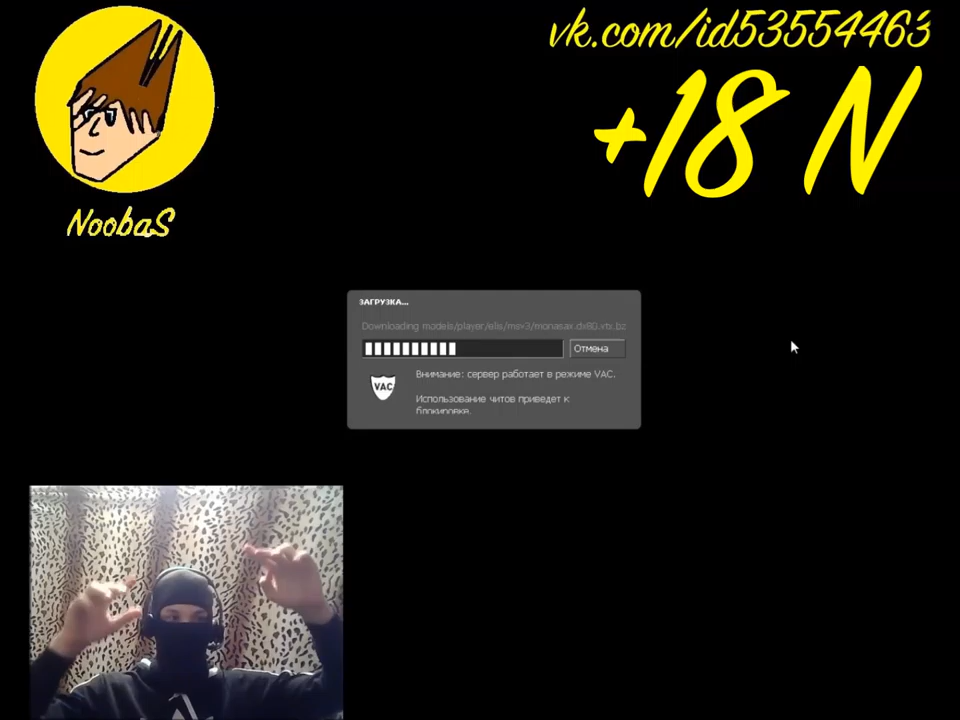 vk.com/id53554463
+18 N
NoobaS
ЗАГРУЗКА...
Downloading models/player/elis/msv3/monasax.dx80.vtx.bz
Отмена
VAC
Внимание: сервер работает в режиме VAC.
Использование читов приведет к
блокировке.